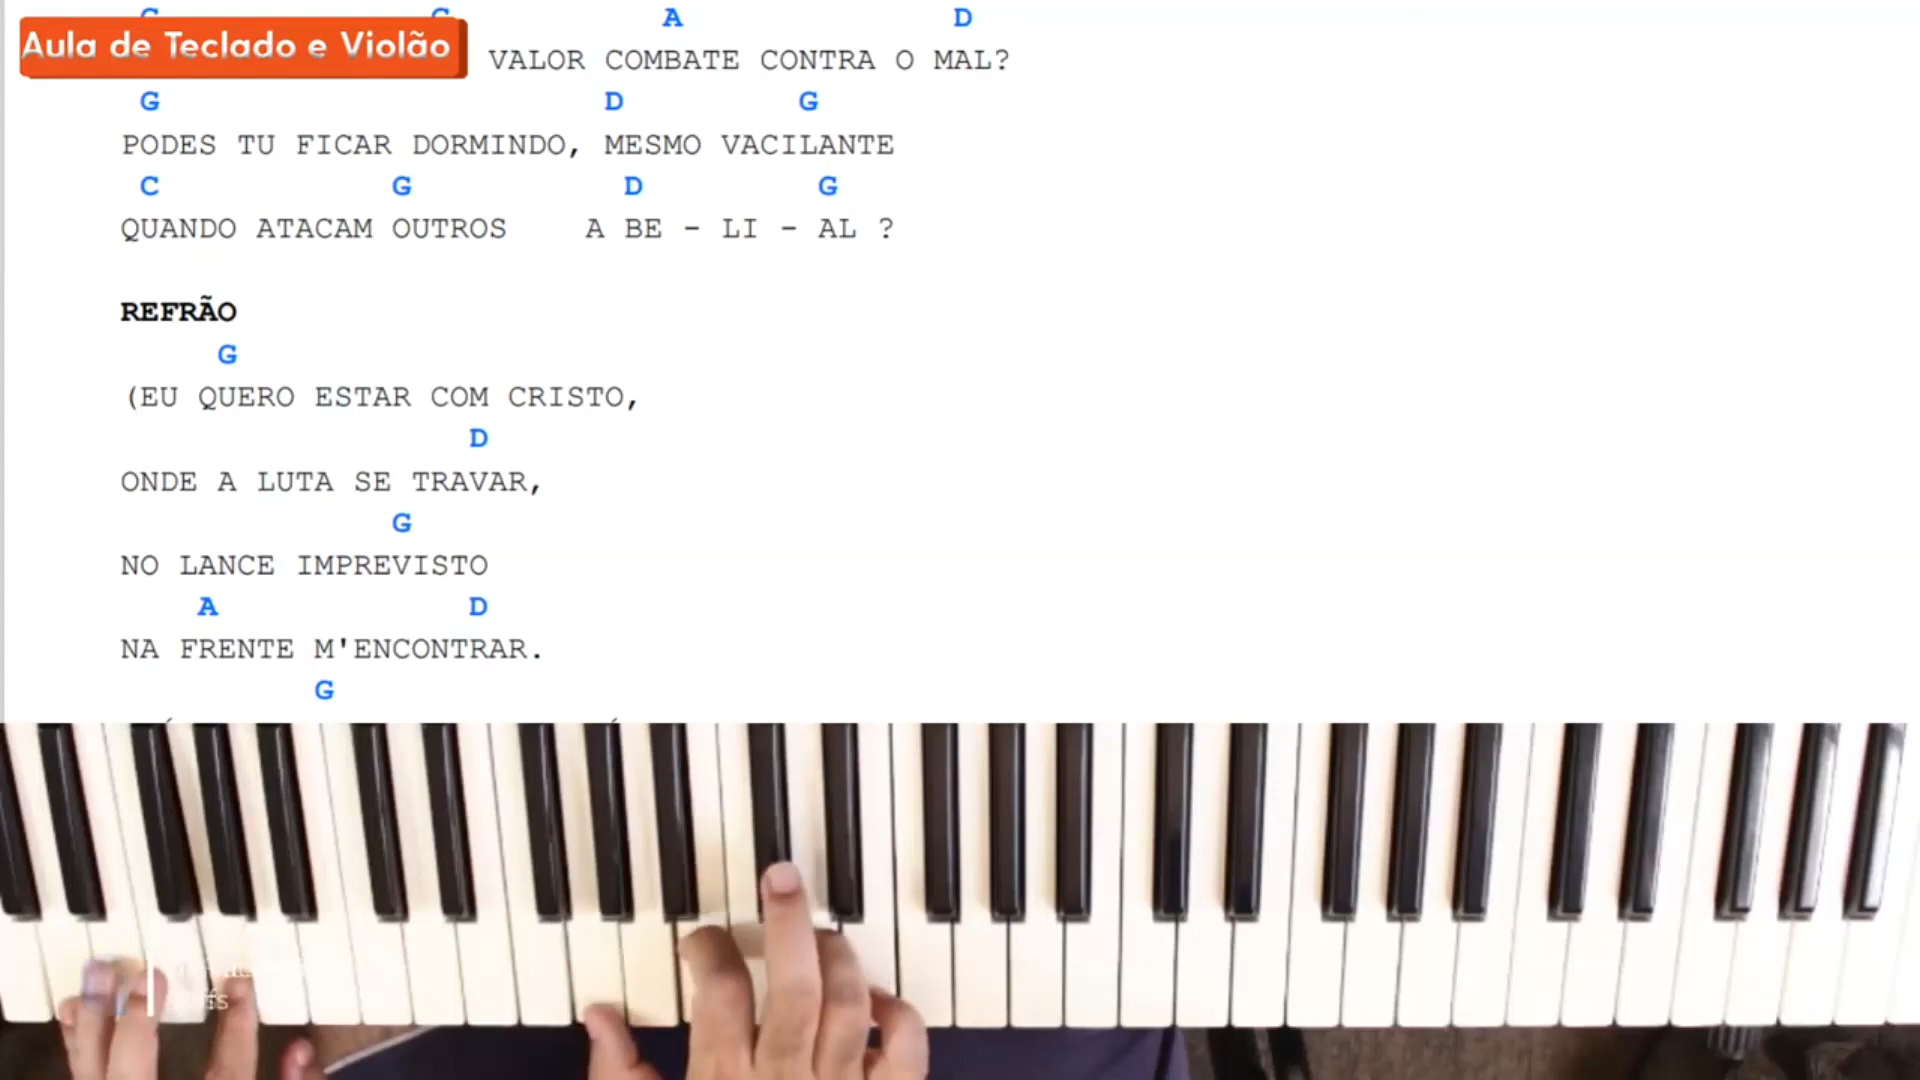 A D
Aula de Teclado e Violão
VALOR COMBATE CONTRA O MAL?
G D G
PODES TU FICAR DORMINDO, MESMO VACILANTE
C G D G
QUANDO ATACAM OUTROS A BE - LI - AL ?
REFRÃO
G
(EU QUERO ESTAR COM CRISTO,
D
ONDE A LUTA SE TRAVAR,
G
NO LANCE IMPREVISTO
A D
NA FRENTE M'ENCONTRAR.
G